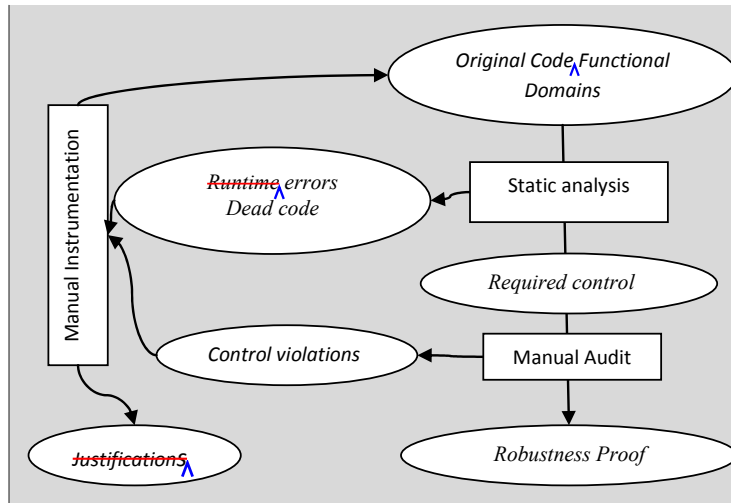 Original Code Functional
Domains
Manual Instrumentation
Runtime errors
Dead code
Static analysis
Required control
Control violations
Manual Audit
JustificationS
Robustness Proof